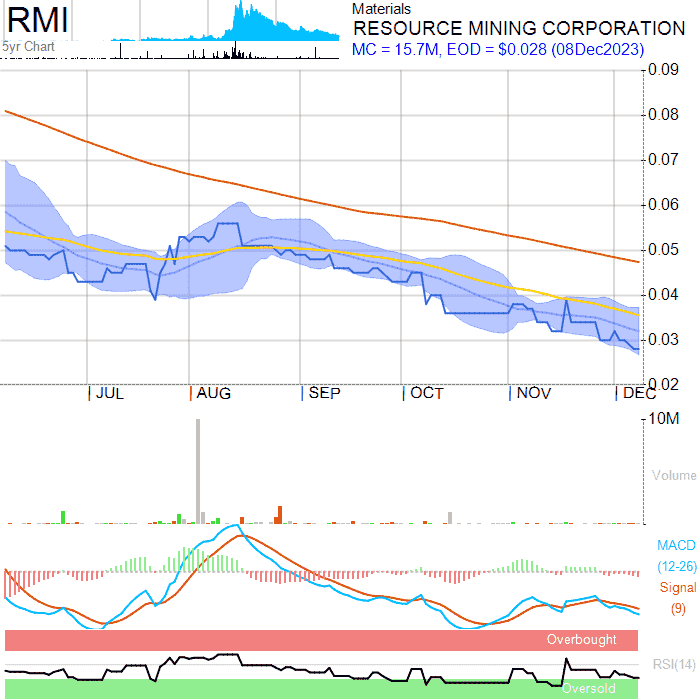 RMI
5yr Chart
Materials
RESOURCE MINING CORPORATION
MC = 15.7M, EOD = $0.028 (08Dec2023)
0.09
0.08
0.07
0.06
0.05
0.04
0.03
0.02
JUL AUG SEP OCT NOV DEC
10M
Volume
MACD
(12-26)
Signal
(9)
Overbought
RSI(14)
Oversold